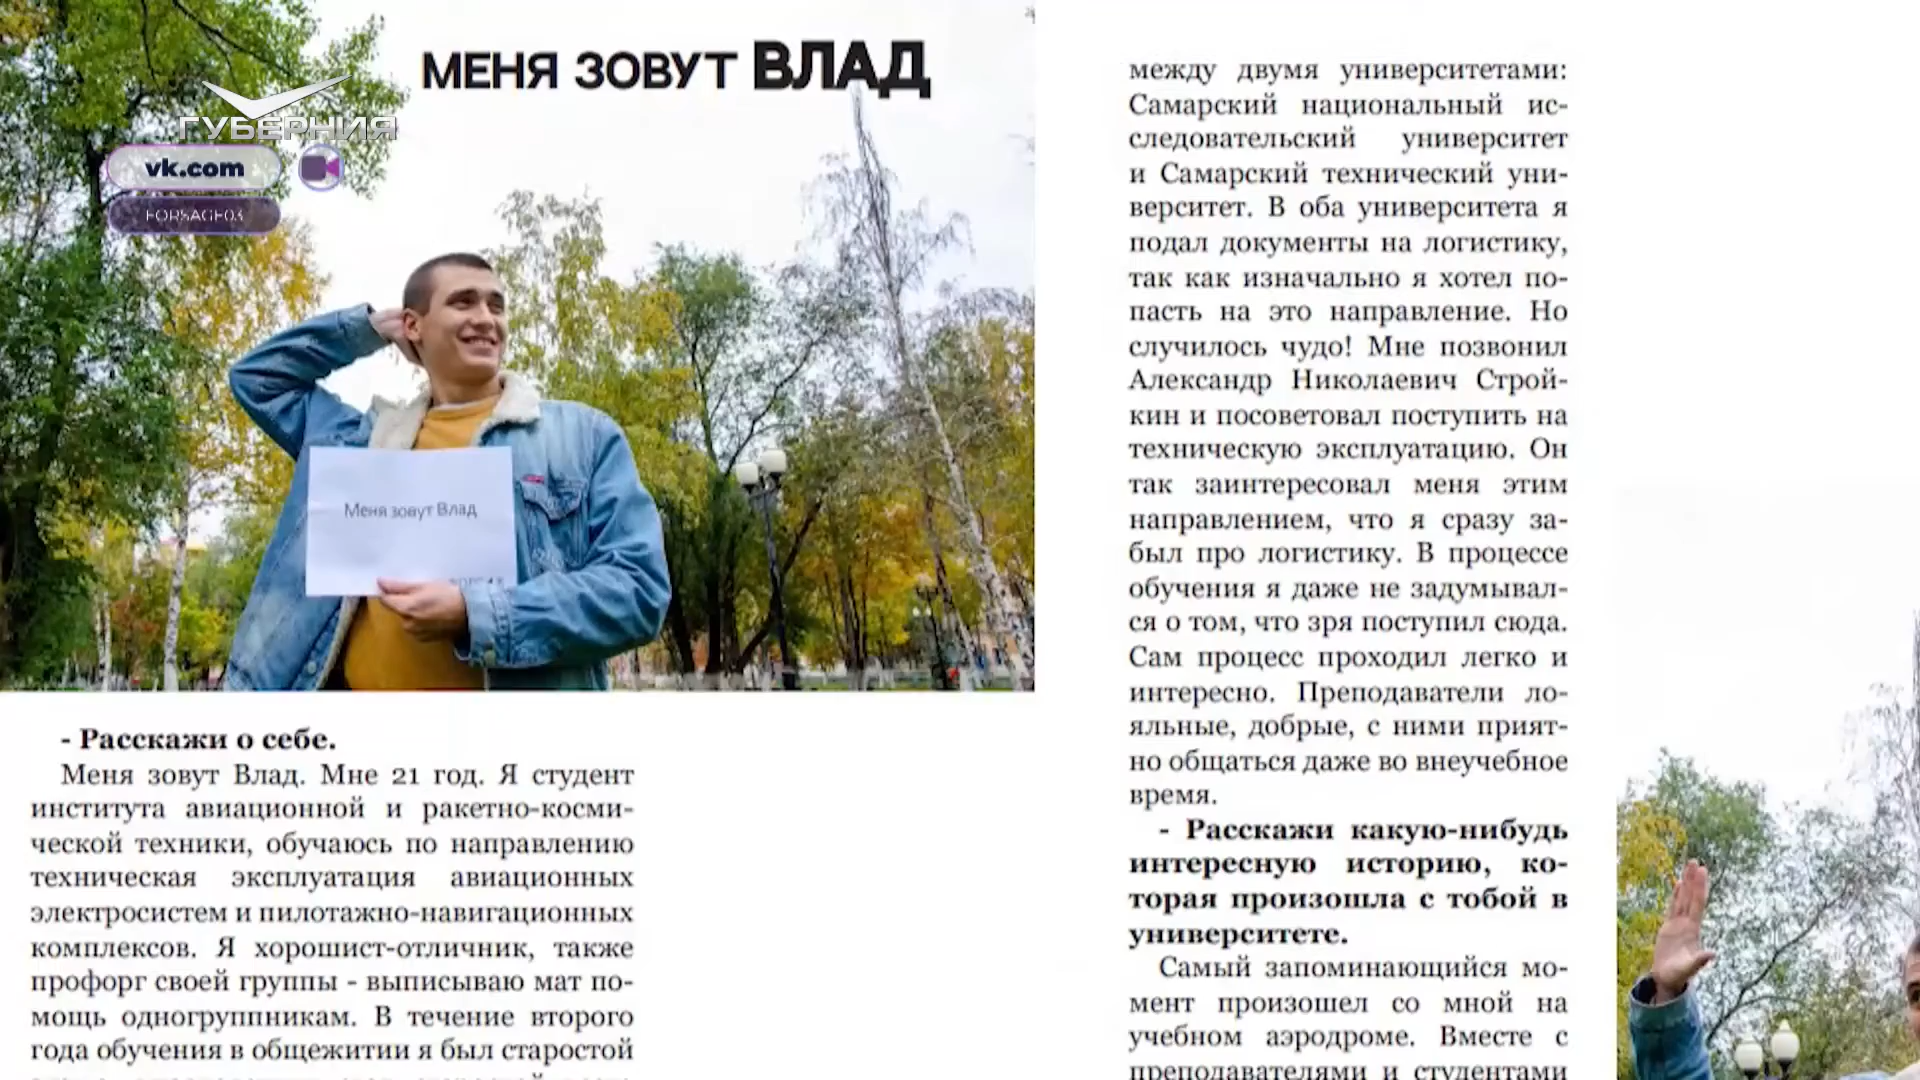 МЕНЯ ЗОВУТ ВЛАД
ГУБЕРНИЯ
vk.com
FORSAGE03
Меня зовут Влад
- Расскажи о себе.
Меня зовут Влад. Мне 21 год. Я студент
института авиационной и ракетно-косми-
ческой техники, обучаюсь по направлению
техническая эксплуатация авиационных
электросистем и пилотажно-навигационных
комплексов. Я хорошист-отличник, также
профорг своей группы - выписываю мат по-
мощь одногруппникам. В течение второго
года обучения в общежитии я был старостой
между двумя университетами:
Самарский национальный ис-
следовательский университет
и Самарский технический уни-
верситет. В оба университета я
подал документы на логистику,
так как изначально я хотел по-
пасть на это направление. Но
случилось чудо! Мне позвонил
Александр Николаевич Строй-
кин и посоветовал поступить на
техническую эксплуатацию. Он
так заинтересовал меня этим
направлением, что я сразу за-
был про логистику. В процессе
обучения я даже не задумывал-
ся о том, что зря поступил сюда.
Сам процесс проходил легко и
интересно. Преподаватели ло-
яльные, добрые, с ними прият-
но общаться даже во внеучебное
время.
- Расскажи какую-нибудь
интересную историю, ко-
торая произошла с тобой в
университете.
Самый запоминающийся мо-
мент произошел со мной на
учебном аэродроме. Вместе с
преподавателями и студентами